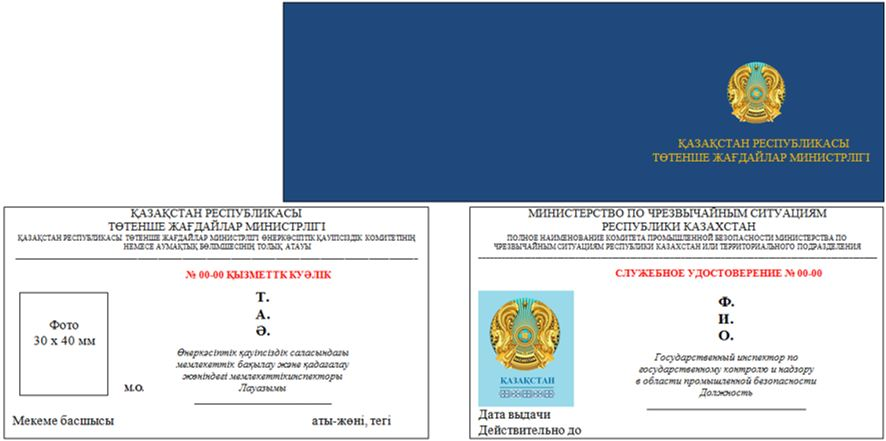 ҚАЗАҚСТАН РЕСПУБЛИКАСЫ
ТӨТЕНШЕ ЖАҒДАЙЛАР МИНИСТРЛІГІ
ҚАЗАҚСТАН РЕСПУБЛИКАСЫ
ТӨТЕНШЕ ЖАҒДАЙЛАР МИНИСТРЛІГІ
ҚАЗАҚСТАН РЕСПУБЛИКАСЫ ТӨТЕНШЕ ЖАҒДАЙЛАР МИНИСТРЛІГІ ӨНЕРКӘСІПТІК ҚАУІПСІЗДІК КОМИТЕТІНІҢ
НЕМЕСЕ АУМАҚТЫҚ БӨЛІМШЕСІНІҢ ТОЛЫҚ АТАУЫ
№ 00-00 ҚЫЗМЕТТК КУӘЛІК
Фото
30 x 40 мм
Т.
А.
Ә.
Өнеркәсіптік қауіпсіздік саласындағы
мемлекеттік бақылау және қадағалау
жөніндегі мемлекеттікинспекторы
Лауазымы
М.О.
Мекеме басшысы аты-жөні, тегі
МИНИСТЕРСТВО ПО ЧРЕЗВЫЧАЙНЫМ СИТУАЦИЯМ
РЕСПУБЛИКИ КАЗАХСТАН
ПОЛНОЕ НАИМЕНОВАНИЕ КОМИТЕТА ПРОМЫШЛЕННОЙ БЕЗОПАСНОСТИ МИНИСТЕРСТВА ПО
ЧРЕЗВЫЧАЙНЫМ СИТУАЦИЯМ РЕСПУБЛИКИ КАЗАХСТАН ИЛИ ТЕРРИТОРИАЛЬНОГО ПОДРАЗДЕЛЕНИЯ
СЛУЖЕБНОЕ УДОСТОВЕРЕНИЕ № 00-00
ҚАЗАҚСТАН
Ф.
И.
О.
Государственный инспектор по
государственному контролю и надзору
в области промышленной безопасности
Должность
Дата выдачи
Действительно до